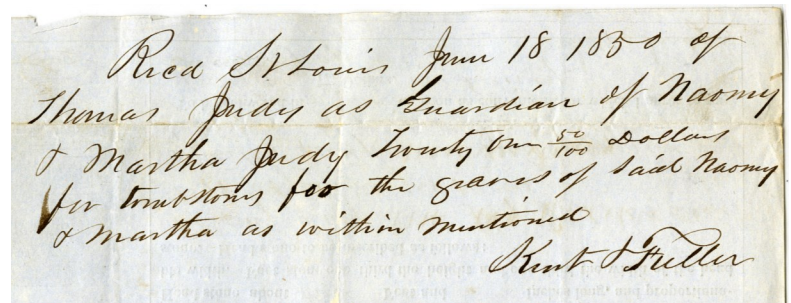 Recd St Louis June 18 1850 of
Thomas Judy as Guardian of Naomy
& Martha Judy Twenty One 50/100 Dollars
for tombstones for the graves of said Naomy
& Martha as within mentioned
Kent & Fuller